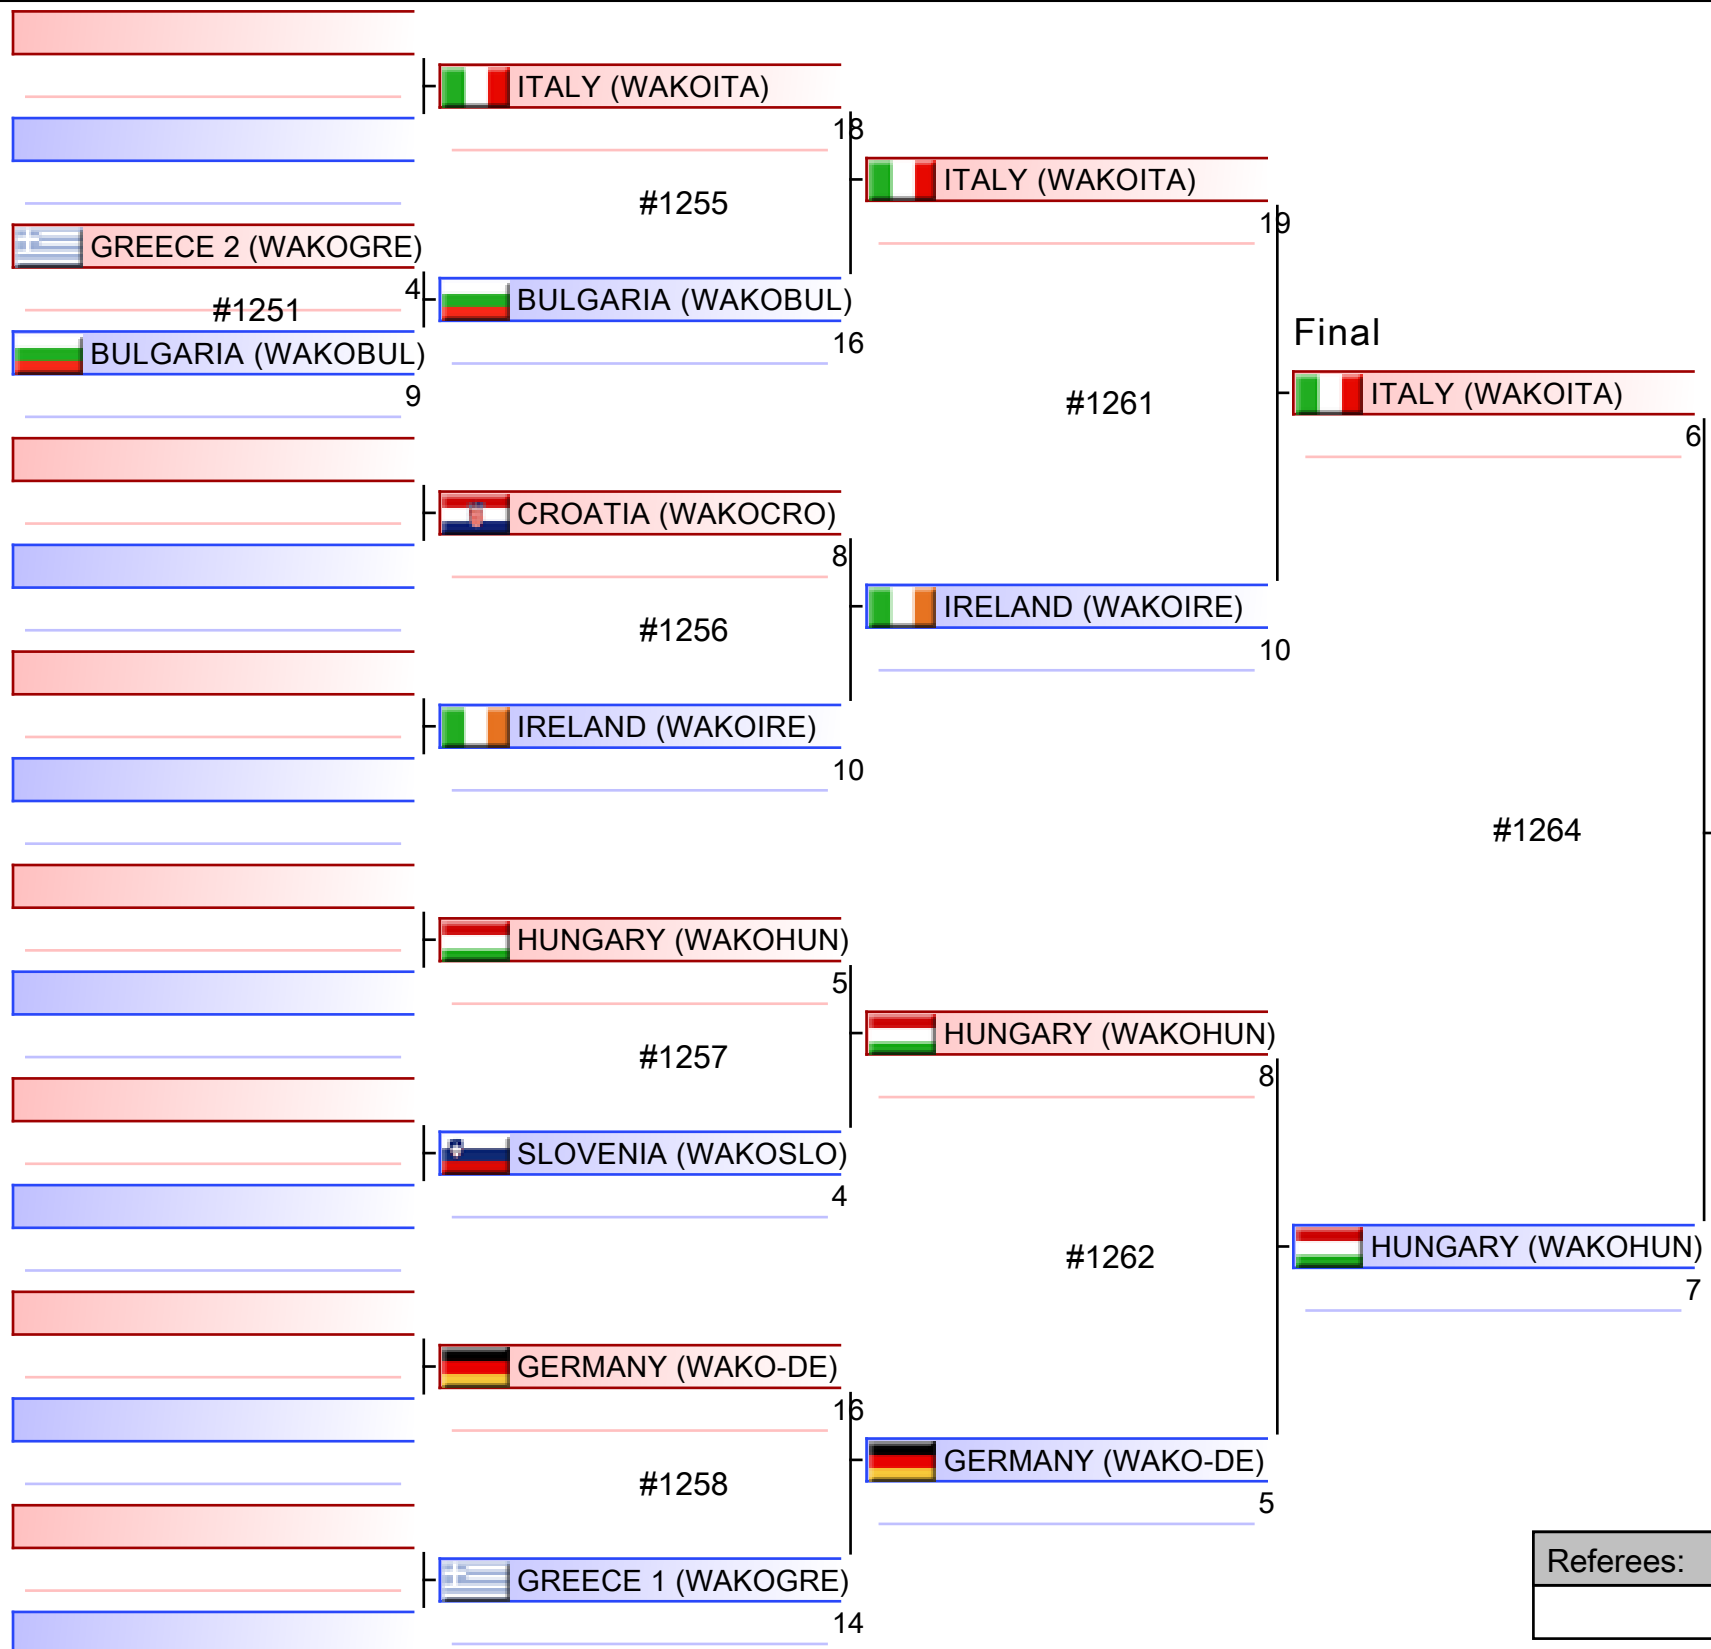 GREECE 2 (WAKOGRE)
4
#1251
BULGARIA (WAKOBUL)
9
ITALY (WAKOITA)
18
#1255
BULGARIA (WAKOBUL)
16
CROATIA (WAKOCRO)
8
#1256
IRELAND (WAKOIRE)
10
HUNGARY (WAKOHUN)
5
#1257
SLOVENIA (WAKOSLO)
4
GERMANY (WAKO-DE)
16
#1258
GREECE 1 (WAKOGRE)
14
ITALY (WAKOITA)
19
#1261
IRELAND (WAKOIRE)
10
HUNGARY (WAKOHUN)
8
#1262
GERMANY (WAKO-DE)
5
Final
ITALY (WAKOITA)
6
#1264
HUNGARY (WAKOHUN)
7
Referees: